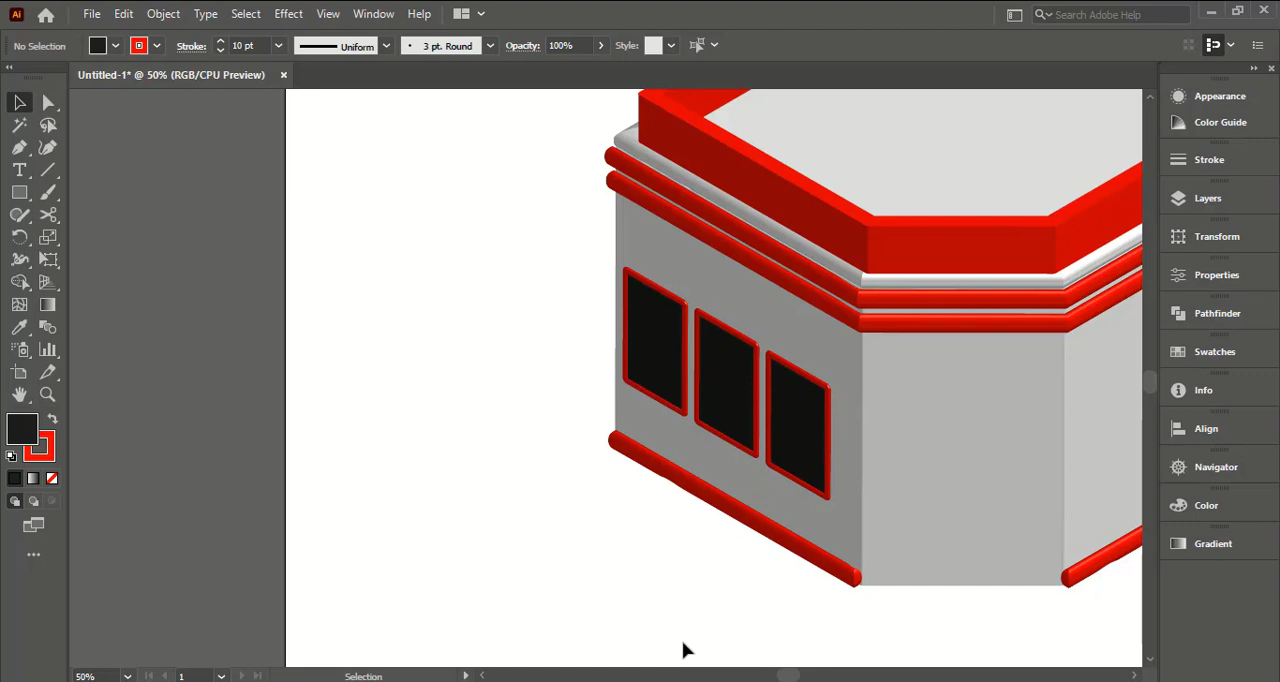 Ai File Edit Object Type Select Effect View Window Help Search Adobe Help
No Selection Stroke: 10 pt. Uniform 3 pt. Round Opacity: 100% Style:
Untitled-1* @ 50% (RGB/CPU Preview)
Appearance
Color Guide
Stroke
Layers
Transform
Properties
Pathfinder
Swatches
Info
Align
Navigator
Color
Gradient
50% 1 Selection